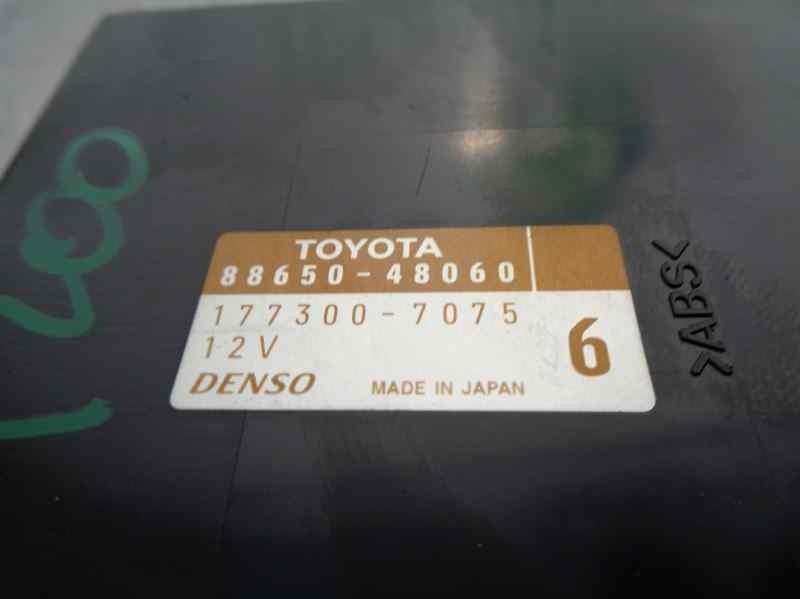 TOYOTA
88650-48060
177300-7075
12V
6
DENSO
MADE IN JAPAN
>ABS<